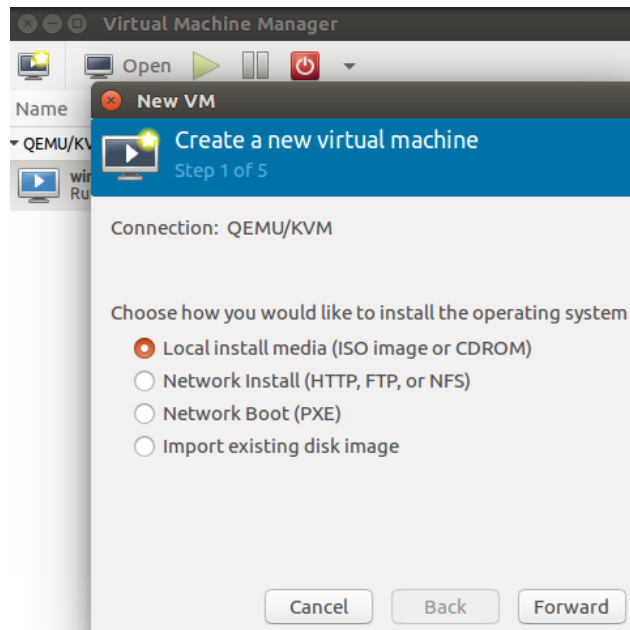 Virtual Machine Manager
Open
Name
New VM
QEMU/KV
Create a new virtual machine
Step 1 of 5
win
Ru
Connection: QEMU/KVM
Choose how you would like to install the operating system
Local install media (ISO image or CDROM)
Network Install (HTTP, FTP, or NFS)
Network Boot (PXE)
Import existing disk image
Cancel Back Forward